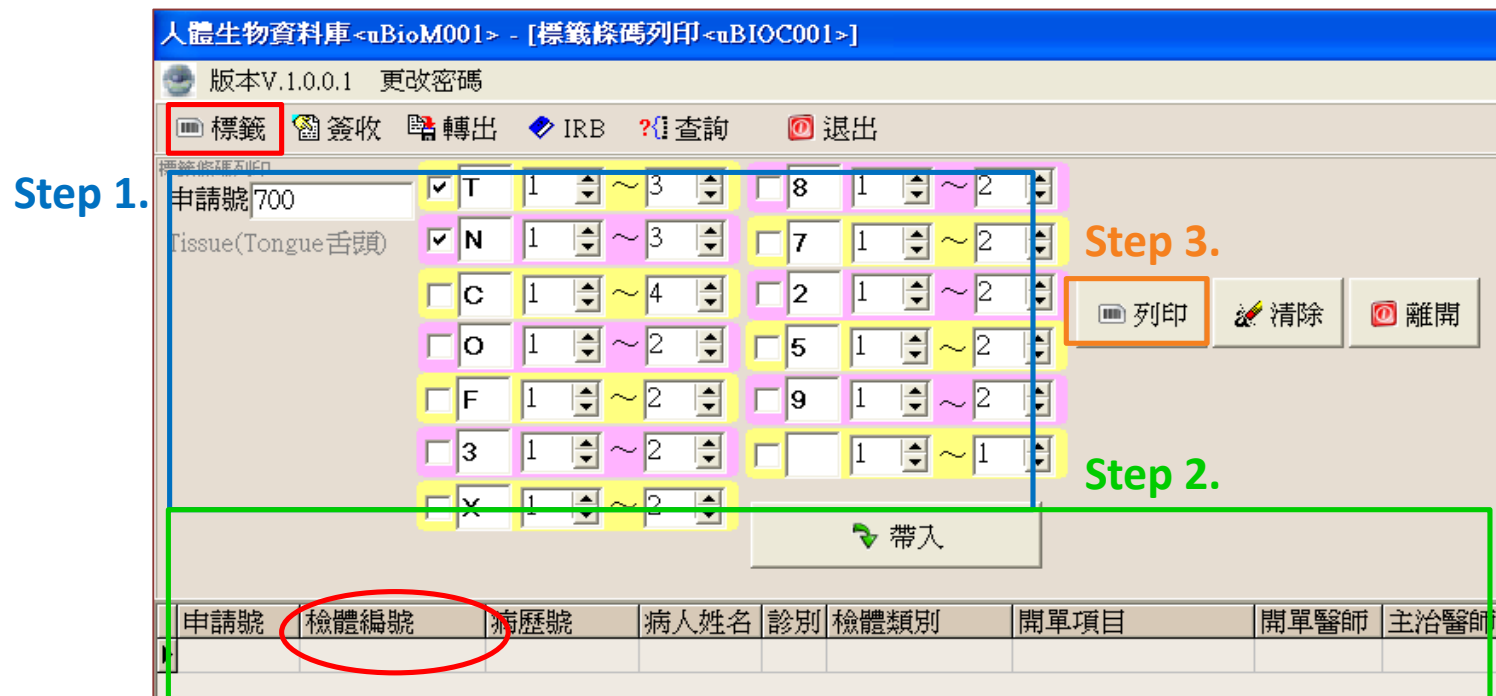 人體生物資料庫<uBioM001> - [標籤條碼列印<uBIOC001>]
版本V.1.0.0.1 更改密碼
標籤 簽收 轉出 IRB 查詢 退出
標籤條碼列印
Step 1.
申請號 700
Tissue(Tongue舌頭)
T 1 ～ 3 8 1 ～ 2
N 1 ～ 3 7 1 ～ 2
Step 3.
C 1 ～ 4 2 1 ～ 2
列印 清除 離開
O 1 ～ 2 5 1 ～ 2
F 1 ～ 2 9 1 ～ 2
3 1 ～ 2 1 ～ 1
Step 2.
X 1 ～ 2
帶入
申請號 檢體編號 病歷號 病人姓名 診別 檢體類別 開單項目 開單醫師 主治醫師